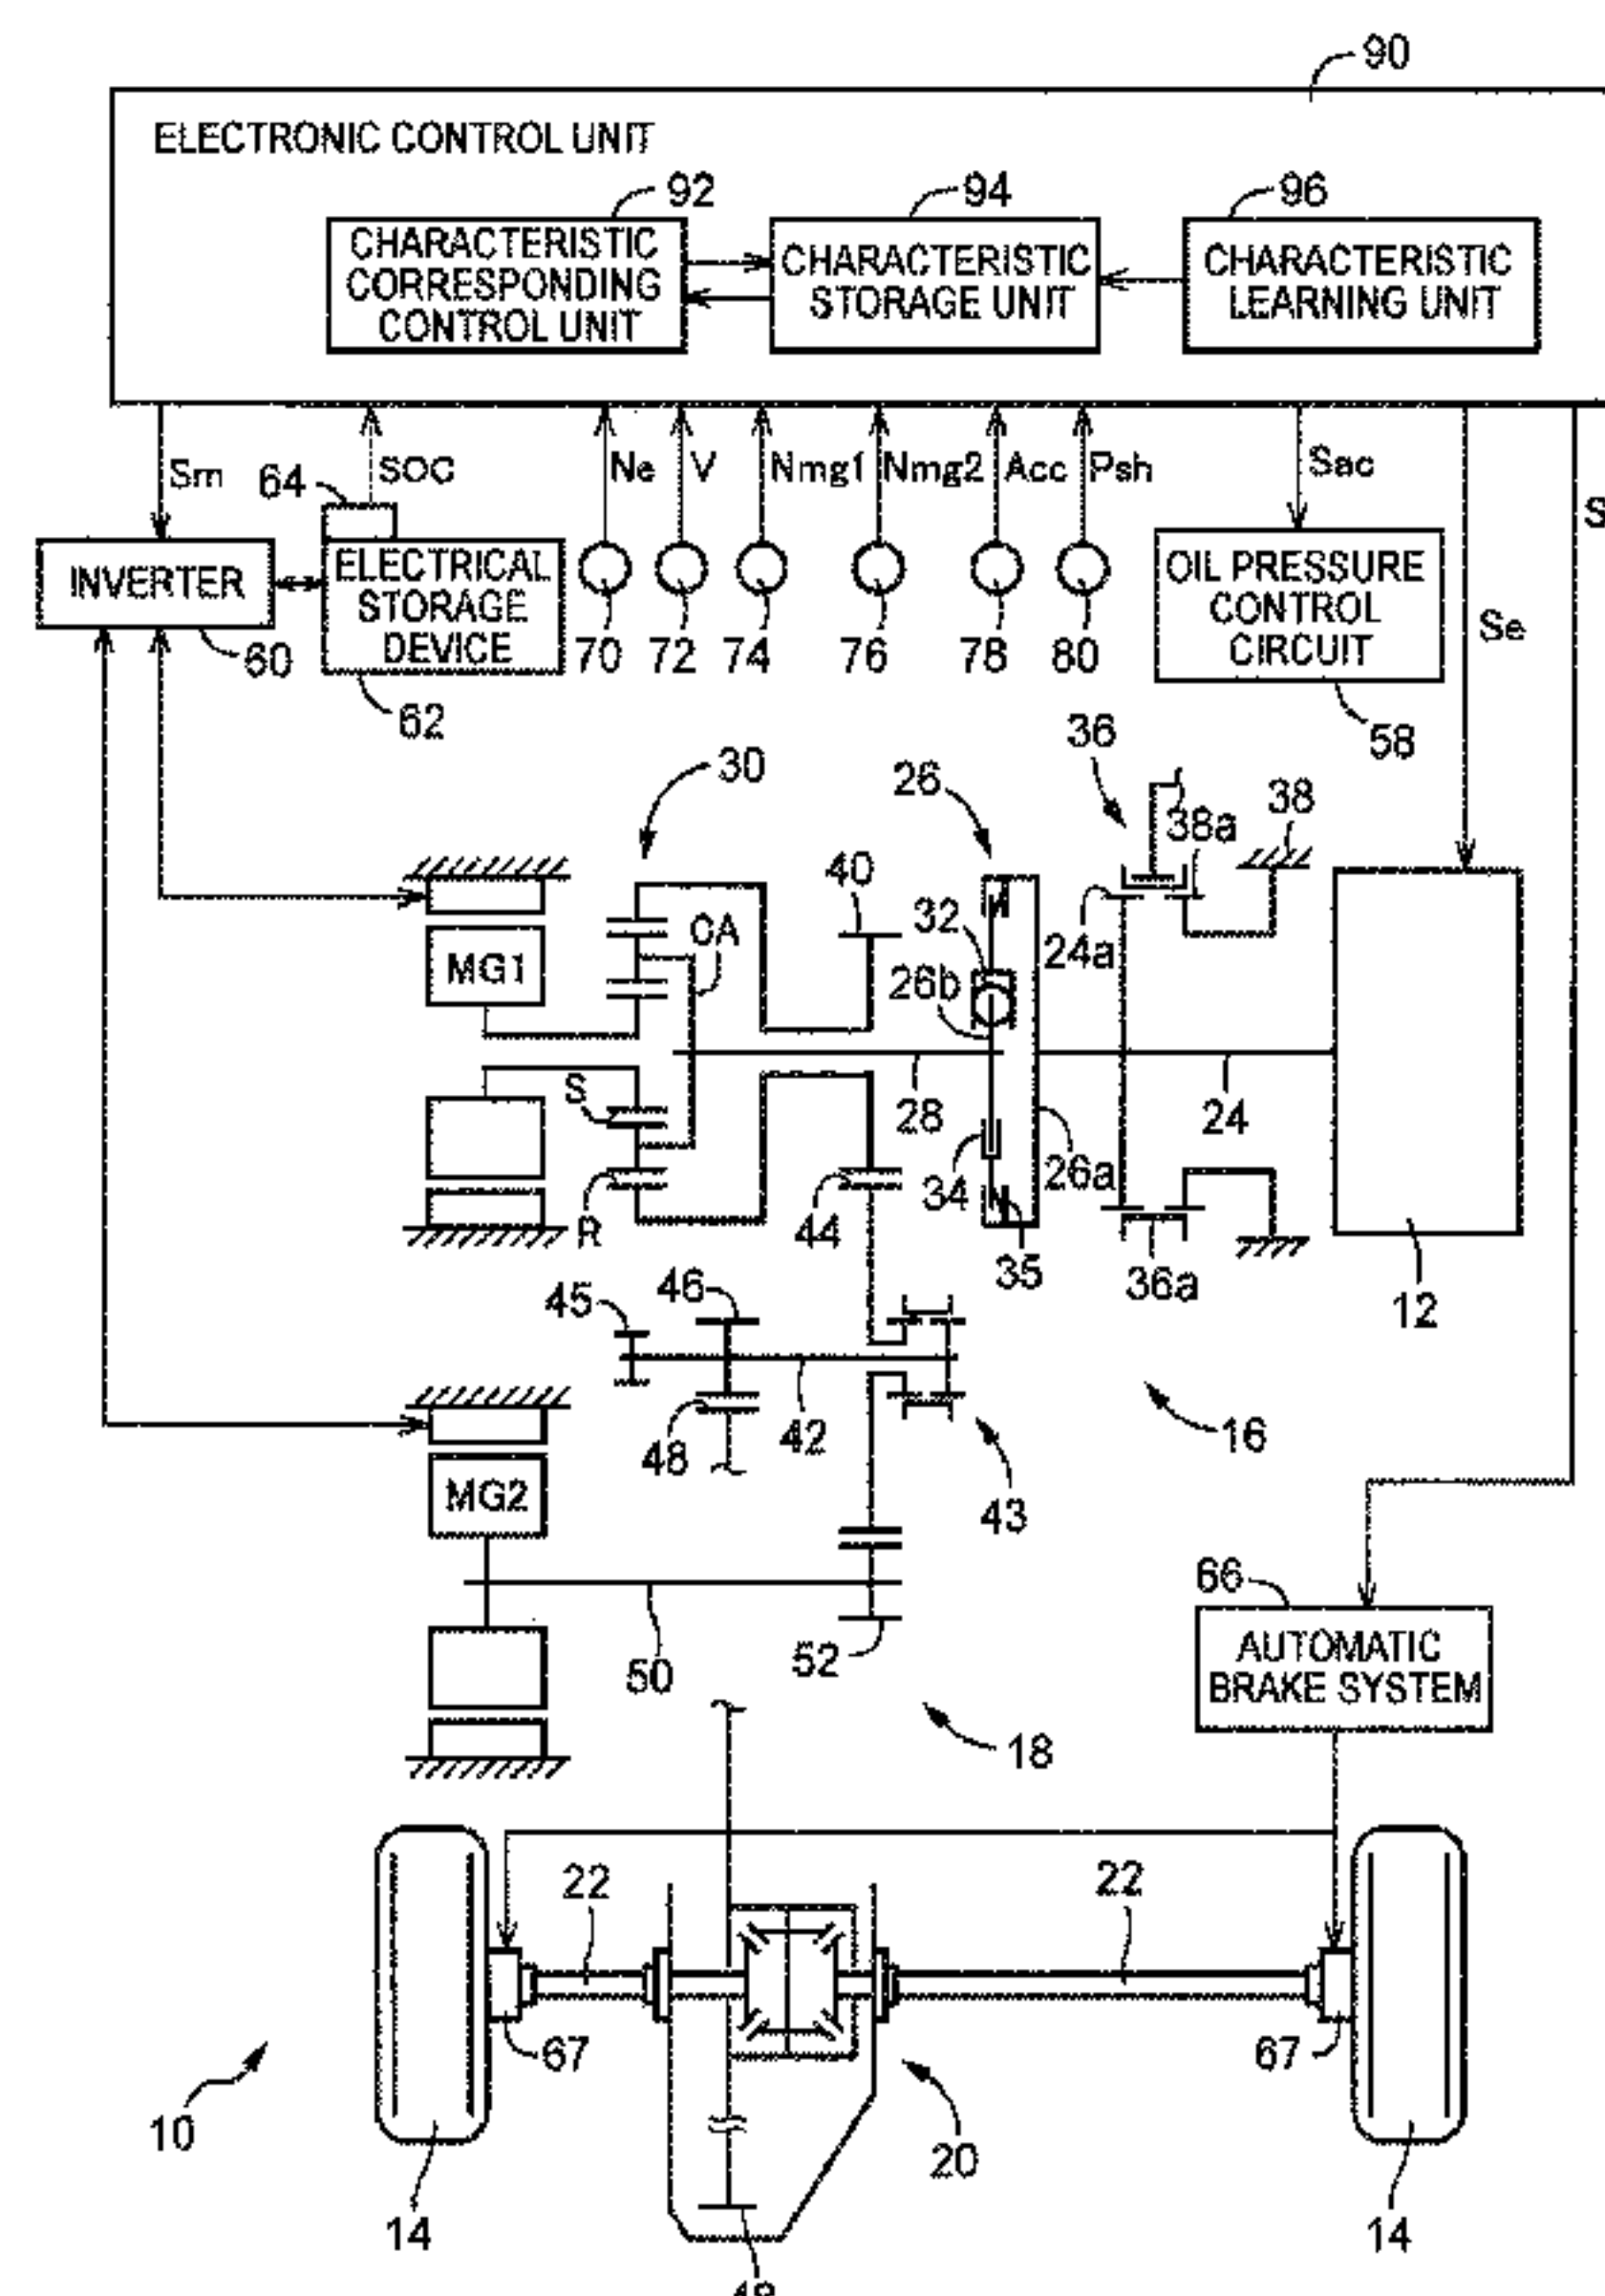 90
ELECTRONIC CONTROL UNIT
92
94
96
CHARACTERISTIC
CORRESPONDING
CONTROL UNIT
CHARACTERISTIC
STORAGE UNIT
CHARACTERISTIC
LEARNING UNIT
Sm
64
SOC
Ne
V
Nmg1
Nmg2
Acc
Psh
Sac
S
INVERTER
ELECTRICAL
STORAGE
DEVICE
OIL PRESSURE
CONTROL
CIRCUIT
Se
60
62
70
72
74
76
78
80
58
30
26
36
38a
38
40
32
CA
24a
MG1
26b
S
28
24
R
44
34
26a
35
36a
12
45
46
48
42
43
16
MG2
50
52
66
AUTOMATIC
BRAKE SYSTEM
18
22
22
67
67
10
20
14
14
48